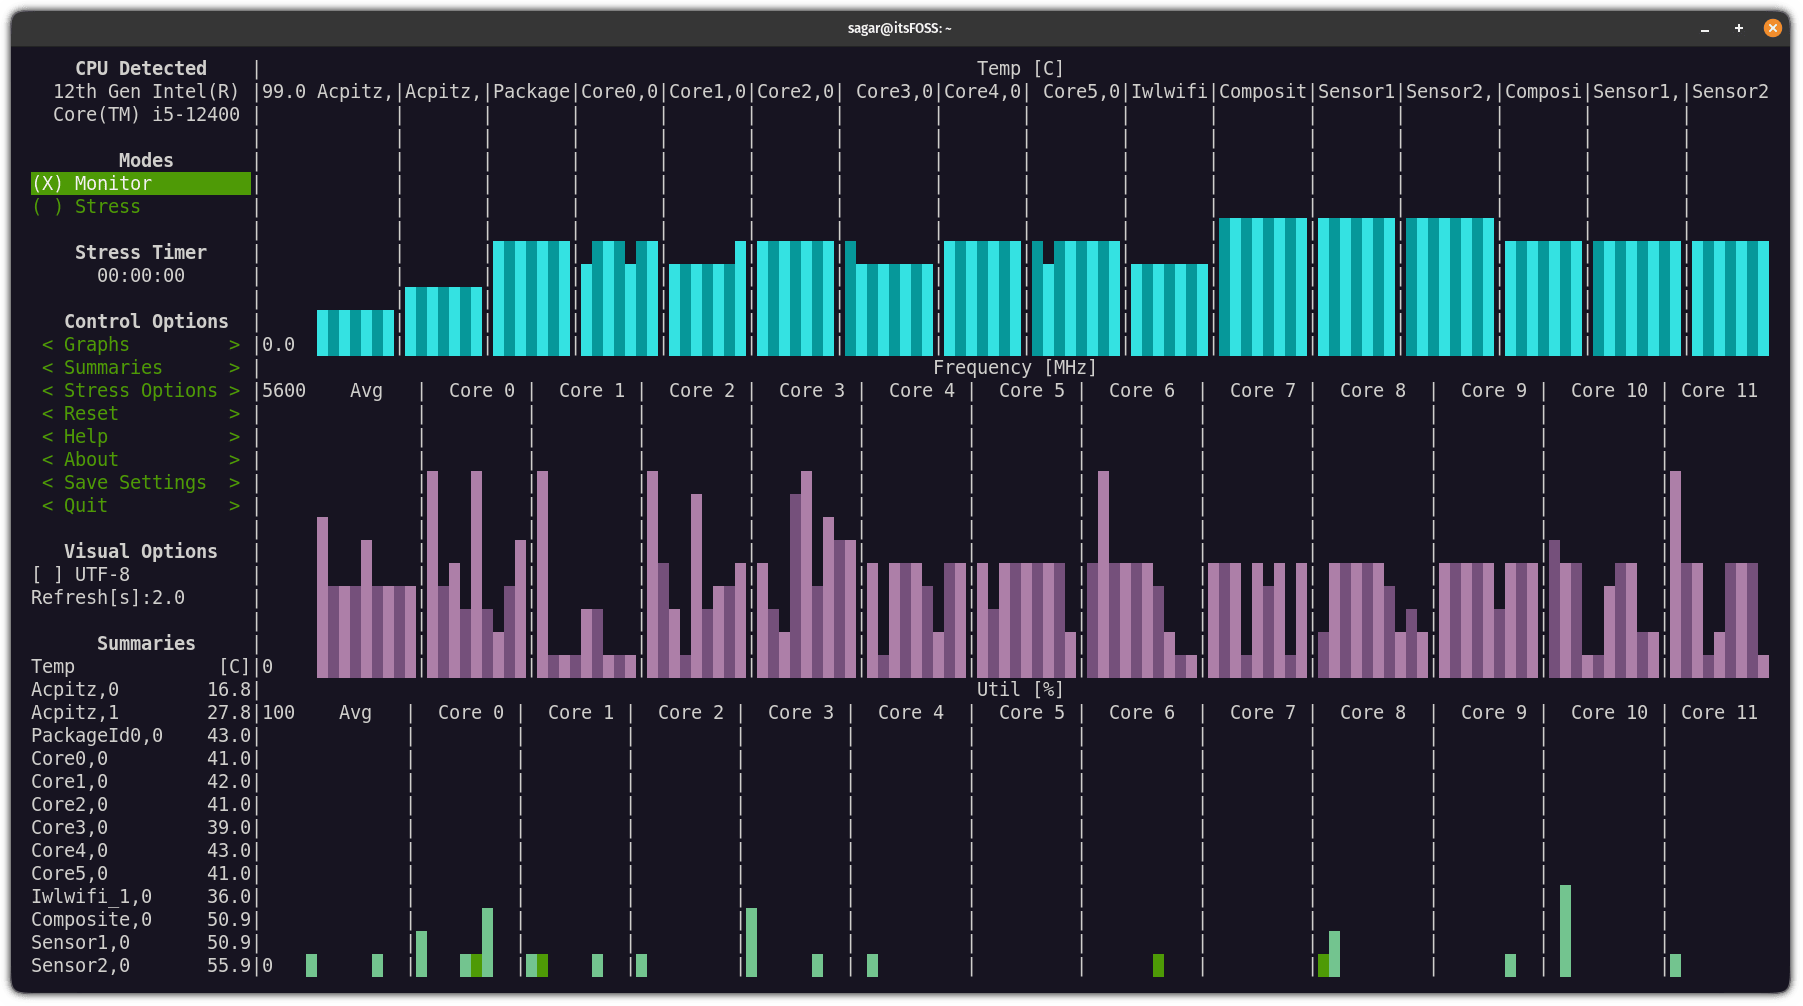 sagar@itsFOSS: ~
CPU Detected
12th Gen Intel(R)
Core(TM) i5-12400
Modes
(X) Monitor
( ) Stress
Stress Timer
00:00:00
Control Options
< Graphs >
< Summaries >
< Stress Options >
< Reset >
< Help >
< About >
< Save Settings >
< Quit >
Visual Options
[ ] UTF-8
Refresh[s]:2.0
Summaries
Temp [C]
Acpitz,0 16.8
Acpitz,1 27.8
PackageId0,0 43.0
Core0,0 41.0
Core1,0 42.0
Core2,0 41.0
Core3,0 39.0
Core4,0 43.0
Core5,0 41.0
Iwlwifi_1,0 36.0
Composite,0 50.9
Sensor1,0 50.9
Sensor2,0 55.9
Temp [C]
99.0 Acpitz,|Acpitz,|Package|Core0,0|Core1,0|Core2,0| Core3,0|Core4,0| Core5,0|Iwlwifi|Composit|Sensor1|Sensor2,|Composi|Sensor1,|Sensor2
0.0
Frequency [MHz]
5600 Avg | Core 0 | Core 1 | Core 2 | Core 3 | Core 4 | Core 5 | Core 6 | Core 7 | Core 8 | Core 9 | Core 10 | Core 11
0
Util [%]
100 Avg | Core 0 | Core 1 | Core 2 | Core 3 | Core 4 | Core 5 | Core 6 | Core 7 | Core 8 | Core 9 | Core 10 | Core 11
0